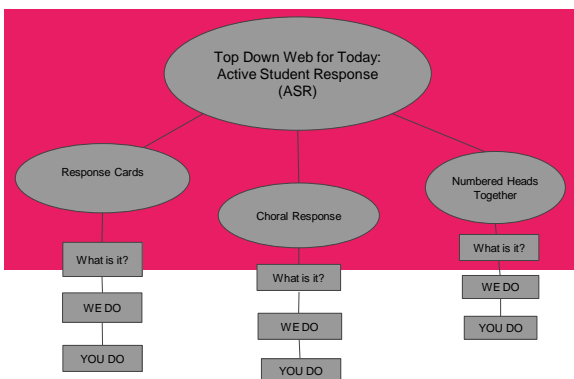 Top Down Web for Today:
Active Student Response
(ASR)
Response Cards
Choral Response
Numbered Heads
Together
What is it?
WE DO
YOU DO
What is it?
WE DO
YOU DO
What is it?
WE DO
YOU DO